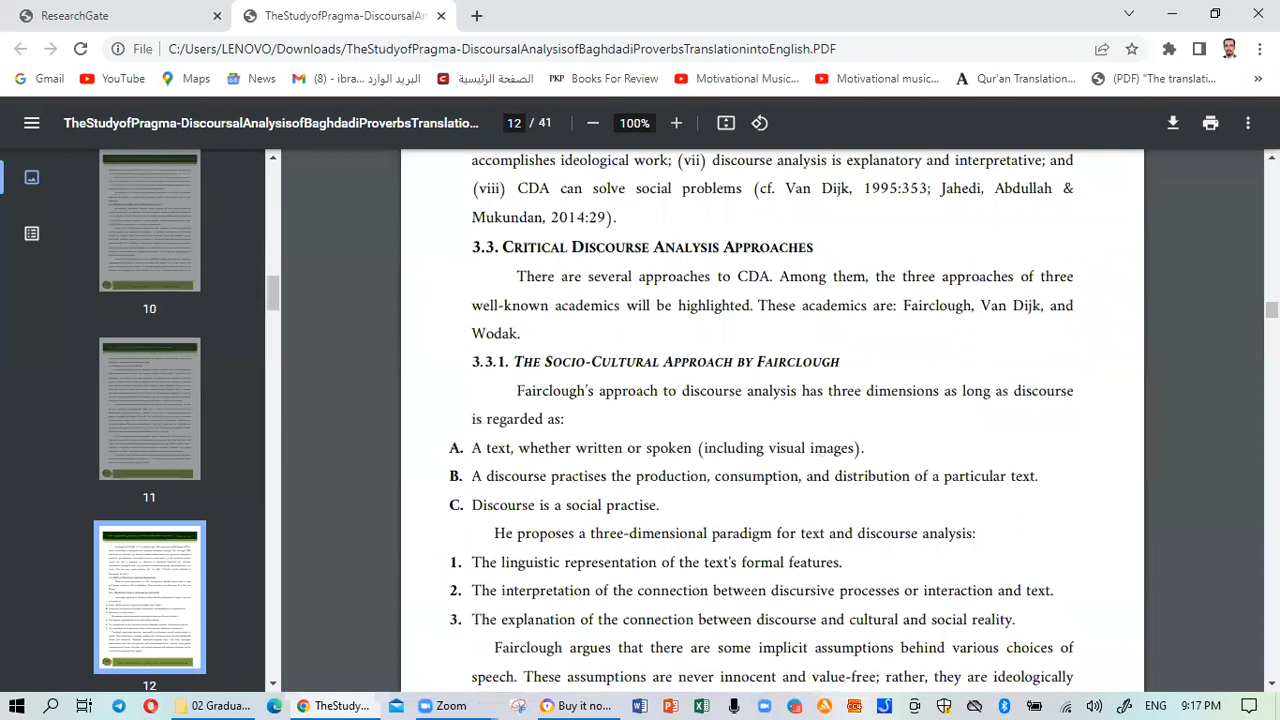 ResearchGate
TheStudyofPragma-DiscoursalAn
File
C:/Users/LENOVO/Downloads/TheStudyofPragma-DiscoursalAnalysisofBaghdadiProverbsTranslationintoEnglish.PDF
Gmail
YouTube
Maps
News
البريد الوارد (8) - ibra...
الصفحة الرئيسية
PKP
Books For Review
Motivational Music...
Motivational music...
Qur'an Translation...
(PDF) "The translati...
»
TheStudyofPragma-DiscoursalAnalysisofBaghdadiProverbsTranslatio...
12 / 41
100%
10
11
12
accomplishes ideological work; (vii) discourse analysis is explanatory and interpretative; and
(viii) CDA can solve social problems (cf. Van Dijk, 1995:353; Jahedi, Abdullah &
Mukundan, 2014:29).
3.3. CRITICAL DISCOURSE ANALYSIS APPROACHES
There are several approaches to CDA. Among them, the three approaches of three
well-known academics will be highlighted. These academics are: Fairclough, Van Dijk, and
Wodak.
3.3.1. THE SOCIO-CULTURAL APPROACH BY FAIRCLOUGH
Fairclough's approach to discourse analysis has three dimensions as long as discourse
is regarded as:
A. A text, whether written or spoken (including visual images).
B. A discourse practises the production, consumption, and distribution of a particular text.
C. Discourse is a social practise.
He proposes a three-dimensional paradigm for text and discourse analysis:
1. The linguistic representation of the text's formal features.
2. The interpretation of the connection between discursive processes or interaction and text.
3. The explanation of the connection between discourse and cultural and social reality.
Fairclough argues that there are some implicit assumptions behind various choices of
speech. These assumptions are never innocent and value-free; rather, they are ideologically
02 Gradua...
TheStudy...
Zoom
Buy it no...
ENG
9:17 PM